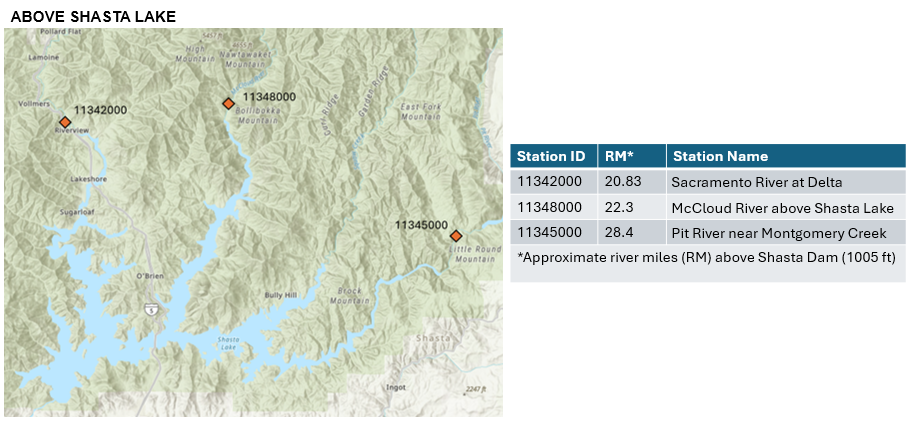 ABOVE SHASTA LAKE
Pollard Flat
Lamoine
High
Mountain
Nawtawaket
Mountain
Vollmers
11342000
Riverview
11348000
Bollibokka
Mountain
Garden Ridge
East Fork
Mountain
Lakeshore
Sugarloaf
11345000
Little Round
Mountain
O'Brien
5
Bully Hill
Brock
Mountain
Shasta
Lake
Shasta
Ingot
2247 ft
Station ID RM* Station Name
11342000 20.83 Sacramento River at Delta
11348000 22.3 McCloud River above Shasta Lake
11345000 28.4 Pit River near Montgomery Creek
*Approximate river miles (RM) above Shasta Dam (1005 ft)